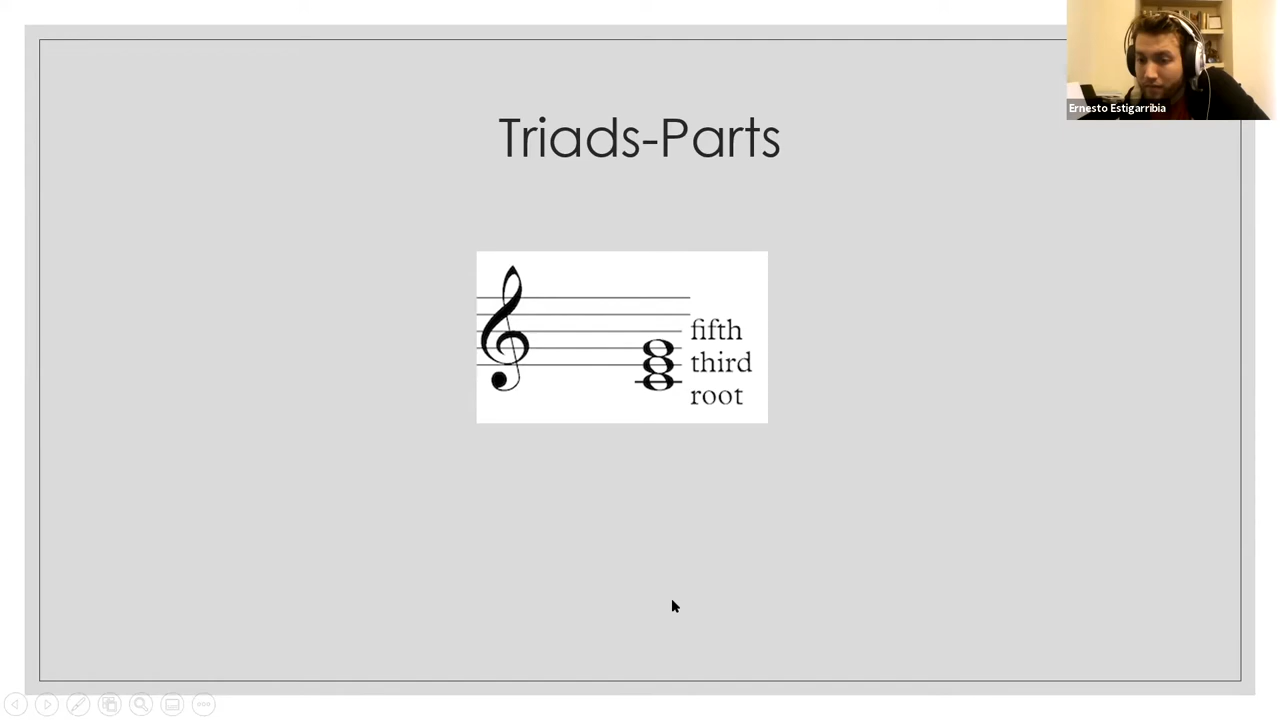 Ernesto Estigarribia
Triads-Parts
fifth
third
root